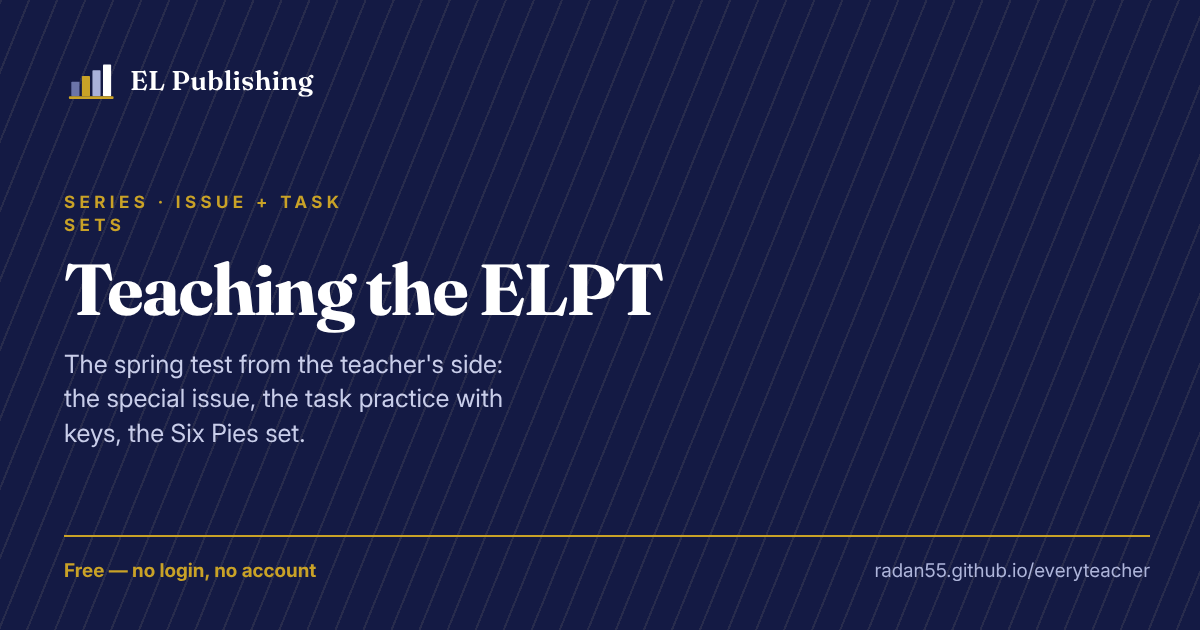 EL Publishing
SERIES · ISSUE + TASK
SETS
Teaching the ELPT
The spring test from the teacher's side:
the special issue, the task practice with
keys, the Six Pies set.
Free — no login, no account
radan55.github.io/everyteacher